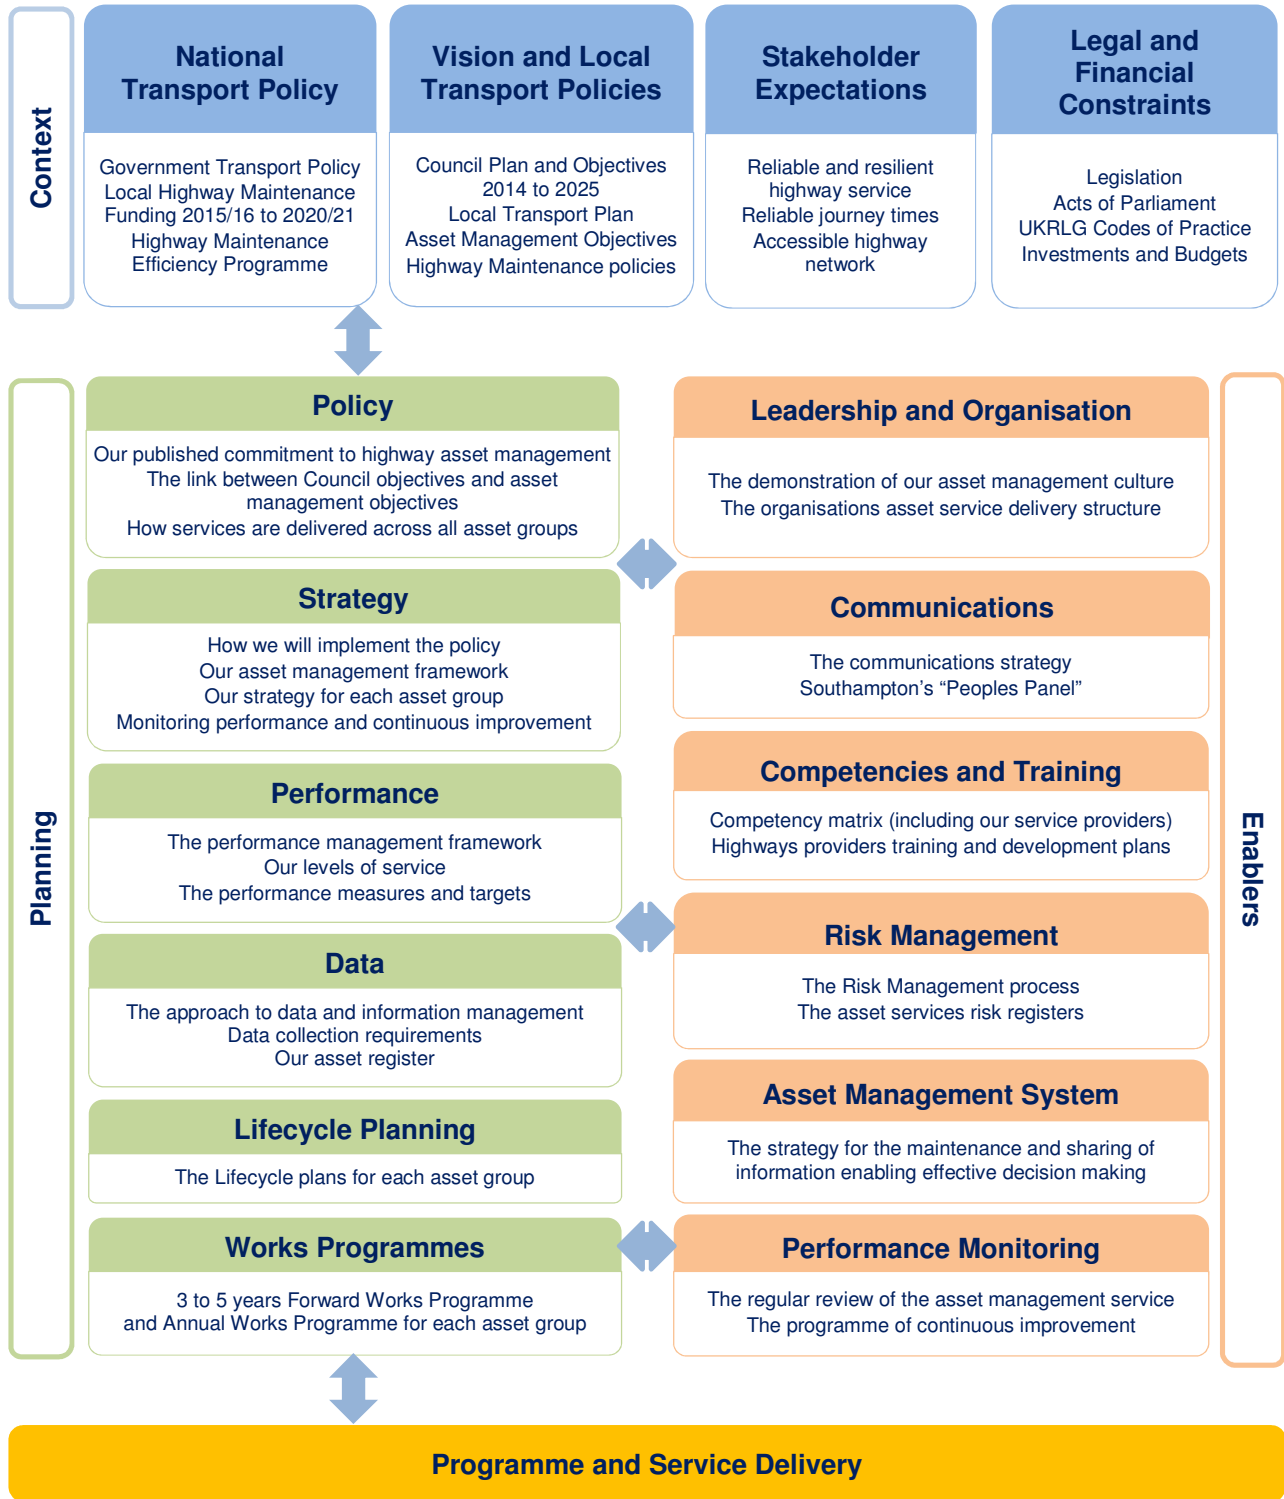 Context
National
Transport Policy
Government Transport Policy
Local Highway Maintenance
Funding 2015/16 to 2020/21
Highway Maintenance
Efficiency Programme
Vision and Local
Transport Policies
Council Plan and Objectives
2014 to 2025
Local Transport Plan
Asset Management Objectives
Highway Maintenance policies
Stakeholder
Expectations
Reliable and resilient
highway service
Reliable journey times
Accessible highway
network
Legal and
Financial
Constraints
Legislation
Acts of Parliament
UKRLG Codes of Practice
Investments and Budgets
Planning
Policy
Our published commitment to highway asset management
The link between Council objectives and asset
management objectives
How services are delivered across all asset groups
Strategy
How we will implement the policy
Our asset management framework
Our strategy for each asset group
Monitoring performance and continuous improvement
Performance
The performance management framework
Our levels of service
The performance measures and targets
Data
The approach to data and information management
Data collection requirements
Our asset register
Lifecycle Planning
The Lifecycle plans for each asset group
Works Programmes
3 to 5 years Forward Works Programme
and Annual Works Programme for each asset group
Leadership and Organisation
The demonstration of our asset management culture
The organisations asset service delivery structure
Communications
The communications strategy
Southampton’s “Peoples Panel”
Competencies and Training
Competency matrix (including our service providers)
Highways providers training and development plans
Risk Management
The Risk Management process
The asset services risk registers
Asset Management System
The strategy for the maintenance and sharing of
information enabling effective decision making
Performance Monitoring
The regular review of the asset management service
The programme of continuous improvement
Enablers
Programme and Service Delivery